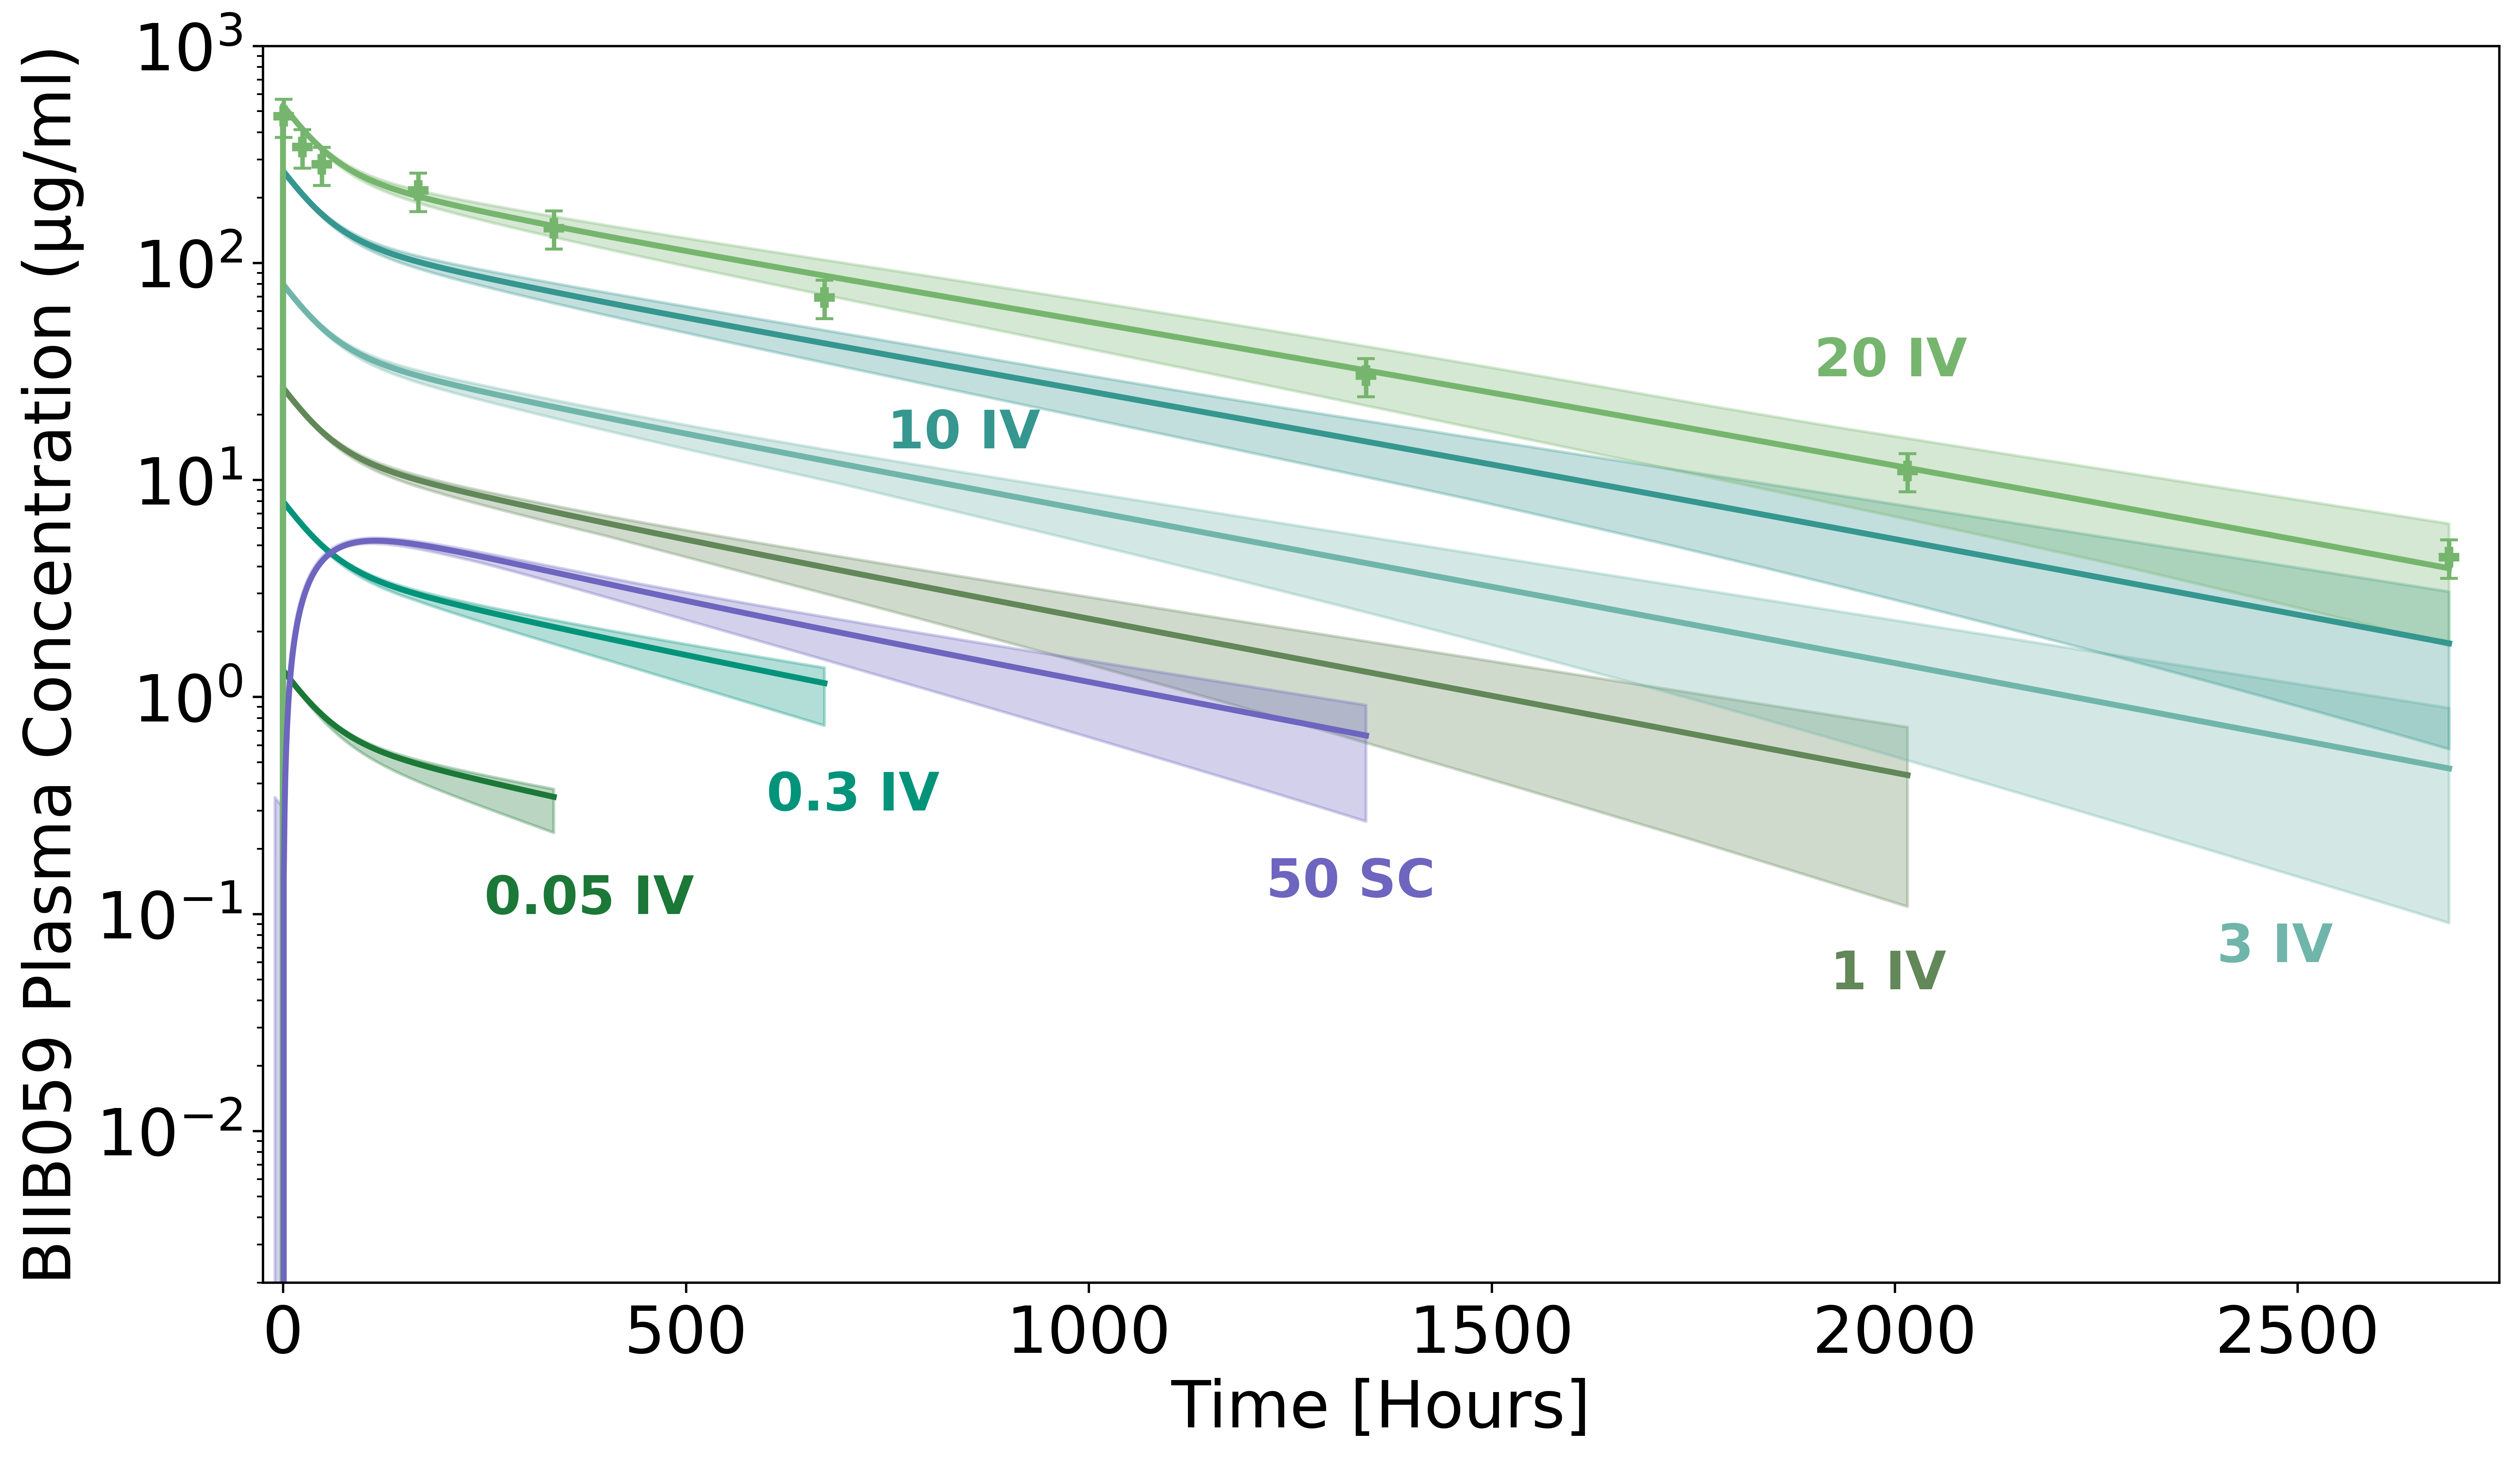 BIIB059 Plasma Concentration (µg/ml)
10³
10²
10¹
10⁰
10⁻¹
10⁻²
20 IV
10 IV
0.3 IV
0.05 IV
50 SC
3 IV
1 IV
0 500 1000 1500 2000 2500
Time [Hours]